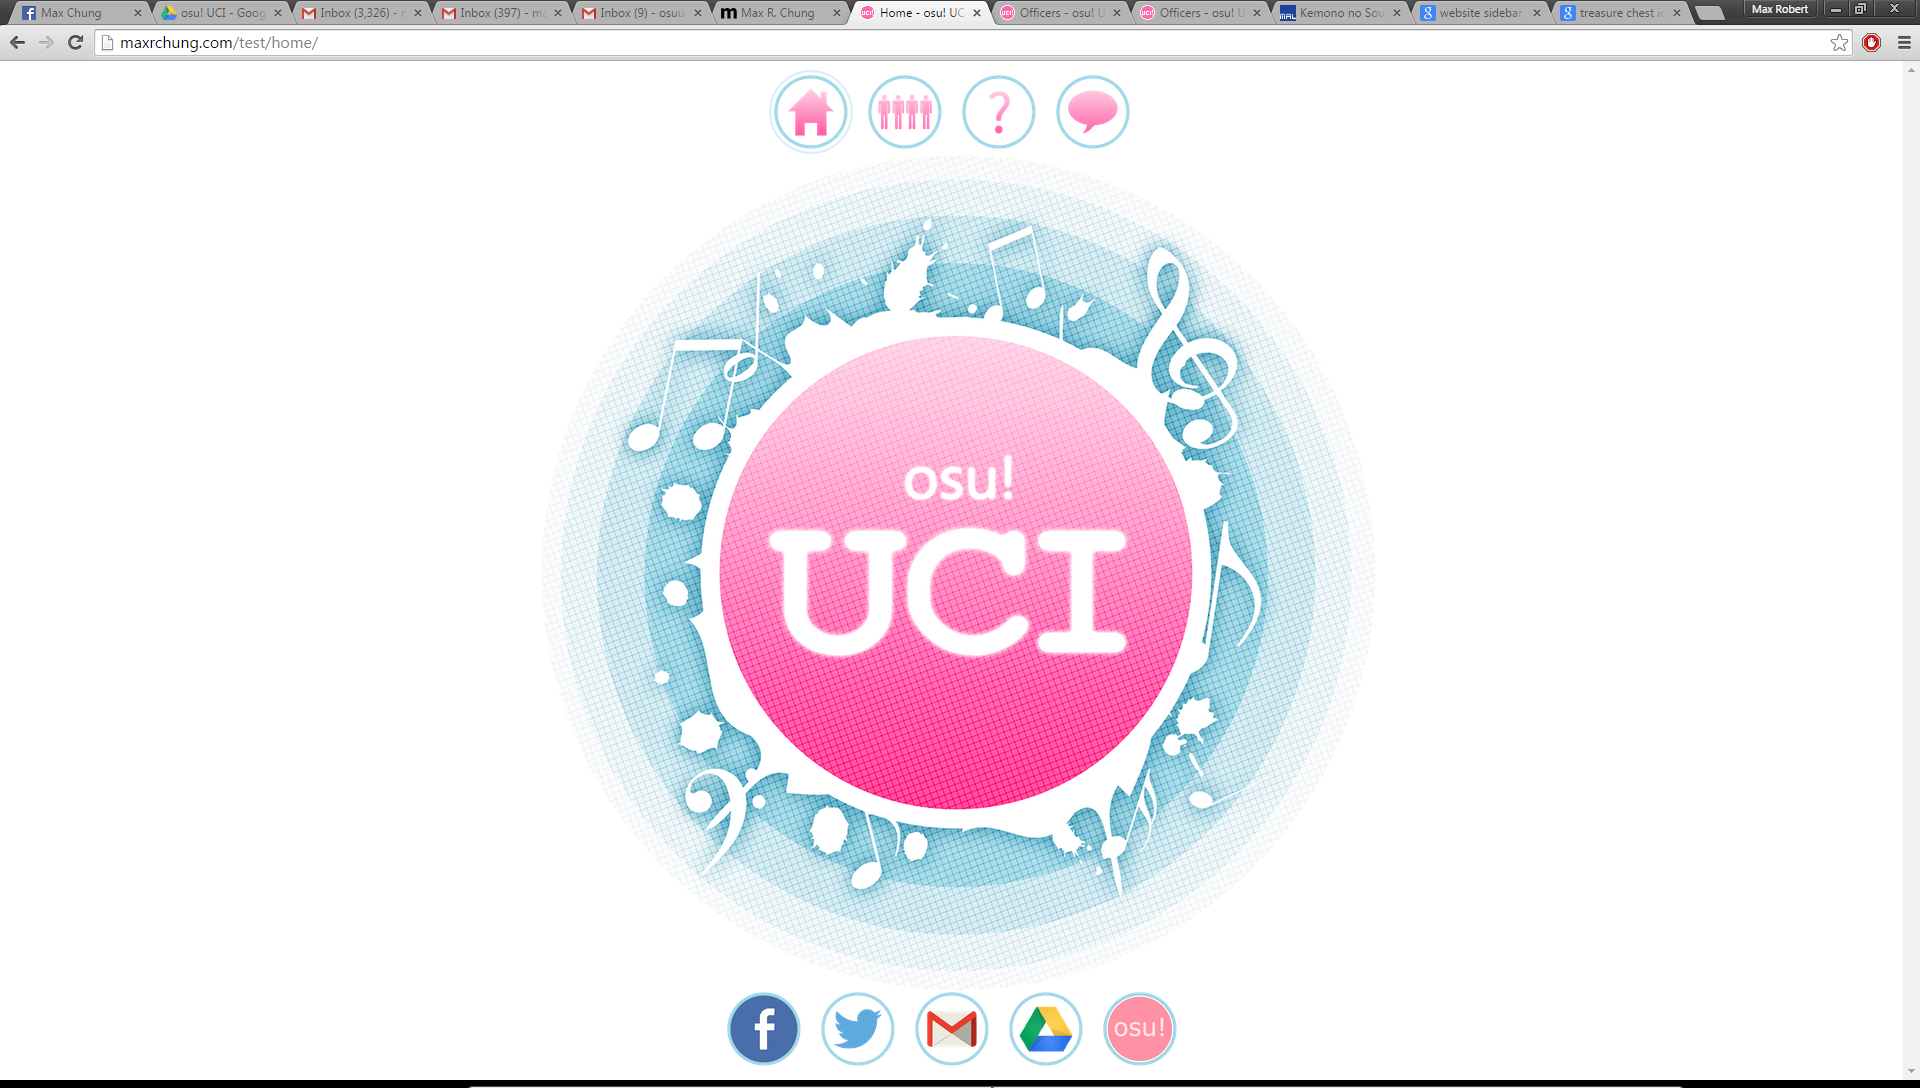 Max Chung
osu! UCI - Goog
Inbox (3,326) - m
Inbox (397) - ma
Inbox (9) - osuu
m Max R. Chung
Home - osu! UC
Officers - osu! U
Officers - osu! U
MAL Kemono no Sou
website sidebar
treasure chest ic
Max Robert
maxrchung.com/test/home/
?
osu!
UCI
osu!